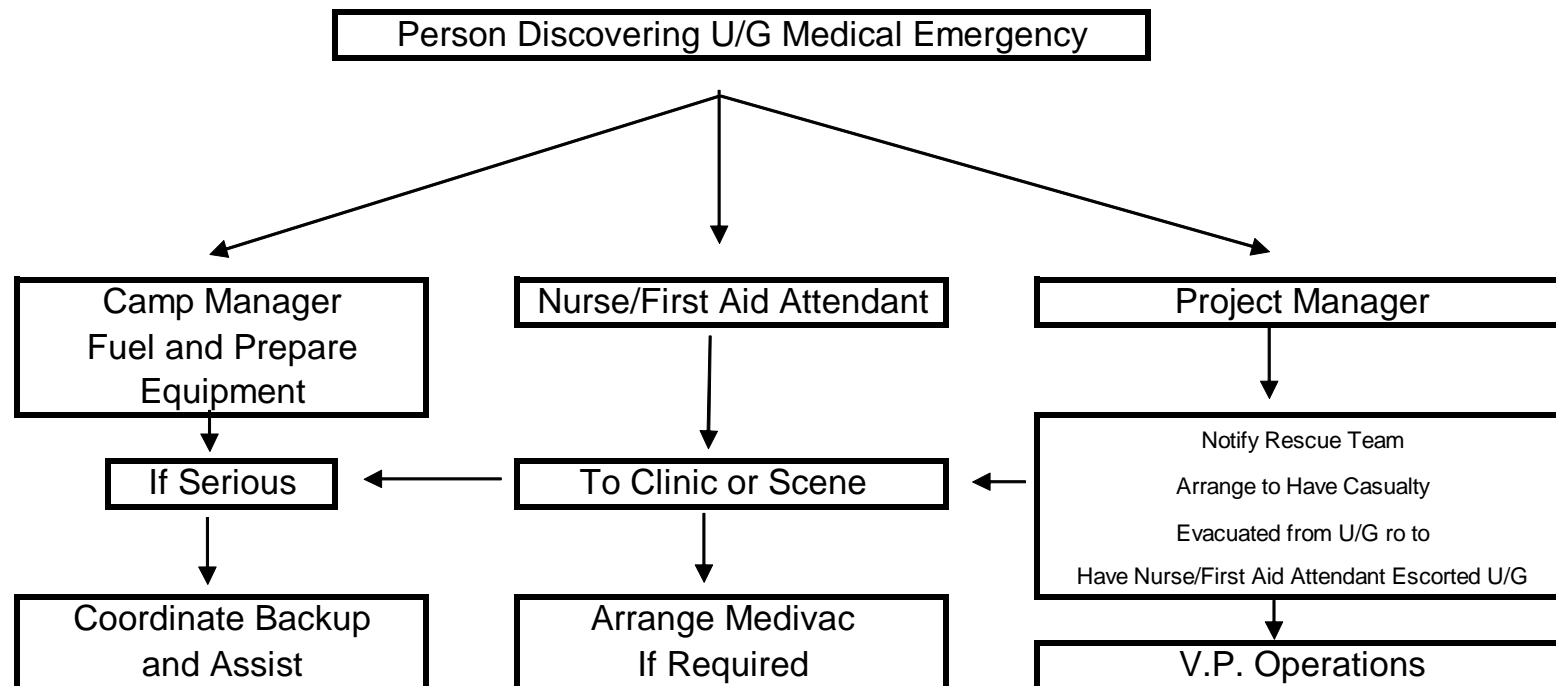 Person Discovering U/G Medical Emergency
Camp Manager
Fuel and Prepare
Equipment
Nurse/First Aid Attendant
Project Manager
If Serious
To Clinic or Scene
Notify Rescue Team
Arrange to Have Casualty
Evacuated from U/G ro to
Have Nurse/First Aid Attendant Escorted U/G
Coordinate Backup
and Assist
Arrange Medivac
If Required
V.P. Operations